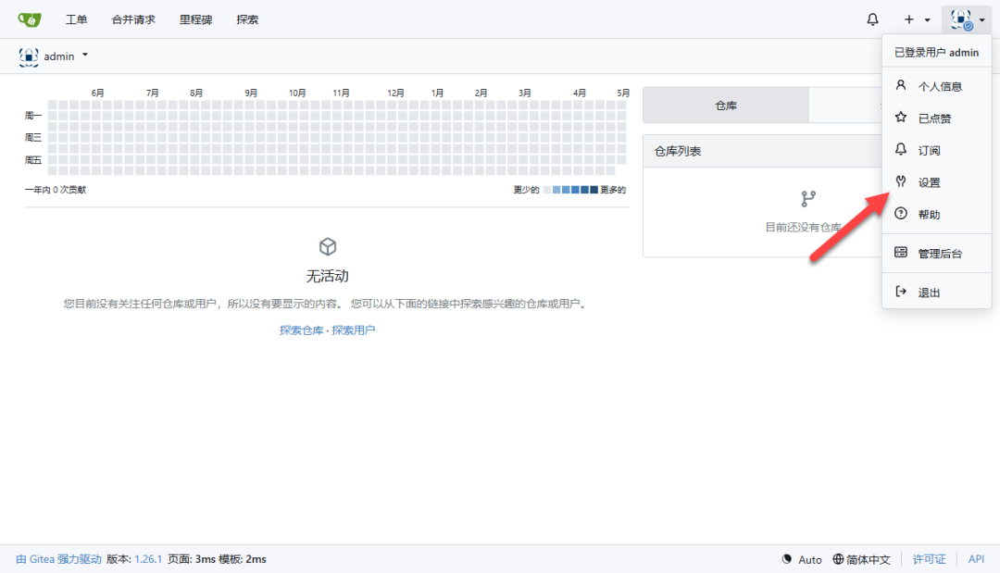 工单 合并请求 里程碑 探索
admin
已登录用户 admin
个人信息
已点赞
订阅
设置
帮助
管理后台
退出
6月 7月 8月 9月 10月 11月 12月 1月 2月 3月 4月 5月
周一
周三
周五
一年内 0 次贡献 更少的 更多的
无活动
您目前没有关注任何仓库或用户，所以没有要显示的内容。 您可以从下面的链接中探索感兴趣的仓库或用户。
探索仓库 · 探索用户
仓库
仓库列表
目前还没有仓库
由 Gitea 强力驱动 版本: 1.26.1 页面: 3ms 模板: 2ms
Auto 简体中文 许可证 API